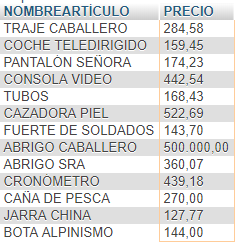 NOMBREARTÍCULO PRECIO
TRAJE CABALLERO 284,58
COCHE TELEDIRIGIDO 159,45
PANTALÓN SEÑORA 174,23
CONSOLA VIDEO 442,54
TUBOS 168,43
CAZADORA PIEL 522,69
FUERTE DE SOLDADOS 143,70
ABRIGO CABALLERO 500.000,00
ABRIGO SRA 360,07
CRONÓMETRO 439,18
CAÑA DE PESCA 270,00
JARRA CHINA 127,77
BOTA ALPINISMO 144,00